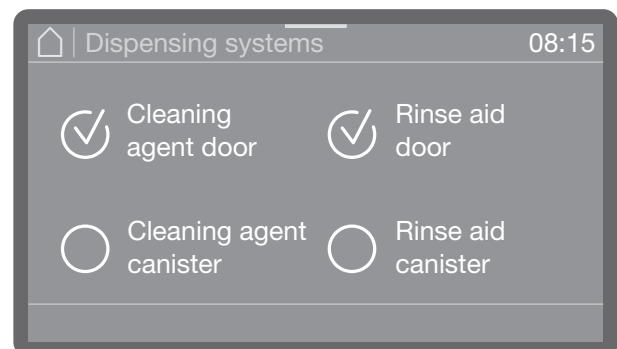 Dispensing systems 08:15
Cleaning
agent door
Rinse aid
door
Cleaning agent
canister
Rinse aid
canister